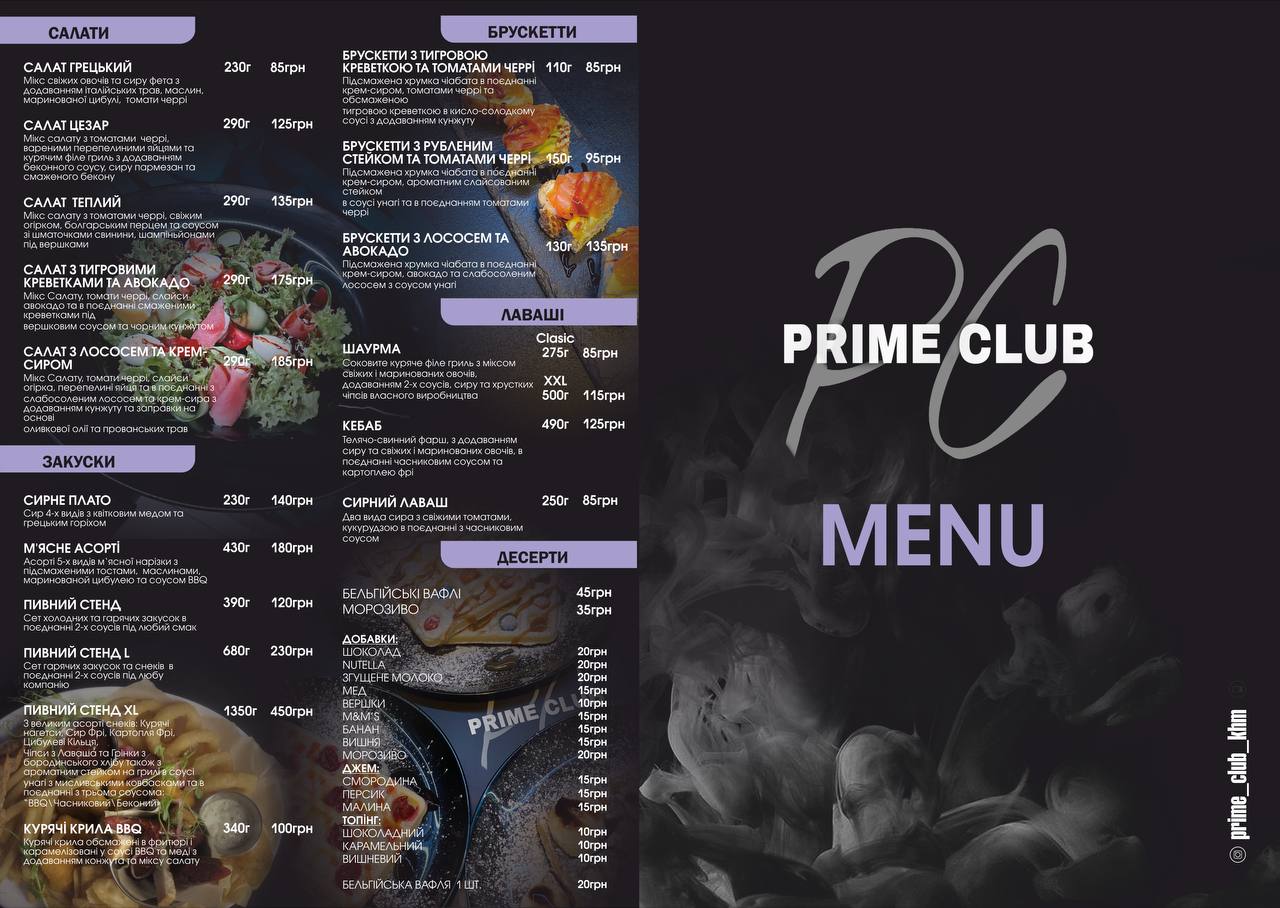 САЛАТИ
САЛАТ ГРЕЦЬКИЙ 230г 85грн
Мікс свіжих овочів та сиру фета з
додаванням італійських трав, маслин,
маринованої цибулі, томати черрі
САЛАТ ЦЕЗАР 290г 125грн
Мікс салату з томатами черрі,
вареними перепелиними яйцями та
курячим філе гриль з додаванням
беконного соусу, сиру пармезан та
смаженого бекону
САЛАТ ТЕПЛИЙ 290г 135грн
Мікс салату з томатами черрі, свіжим
огірком, болгарським перцем та соусом
зі шматочками свинини, шампіньйонами
під вершками
САЛАТ З ТИГРОВИМИ
КРЕВЕТКАМИ ТА АВОКАДО 290г 175грн
Мікс Салату, томати черрі, слайси
авокадо та в поєднанні смаженими
креветками під
вершковим соусом та чорним кунжутом
САЛАТ З ЛОСОСЕМ ТА КРЕМ-
СИРОМ 290г 185грн
Мікс Салату, томати черрі, слайси
огірка, перепелині яйця та в поєднанні з
слабосоленим лососем та крем-сира з
додаванням кунжуту та заправки на
основі
оливкової олії та прованських трав
ЗАКУСКИ
СИРНЕ ПЛАТО 230г 140грн
Сир 4-х видів з квітковим медом та
грецьким горіхом
М'ЯСНЕ АСОРТІ 430г 180грн
Асорті 5-х видів м`ясної нарізки з
підсмаженими тостами, маслинами,
маринованой цибулею та соусом BBQ
ПИВНИЙ СТЕНД 390г 120грн
Сет холодних та гарячих закусок в
поєднанні 2-х соусів під любий смак
ПИВНИЙ СТЕНД L 680г 230грн
Сет гарячих закусок та снеків в
поєднанні 2-х соусів під любу
компанію
ПИВНИЙ СТЕНД XL 1350г 450грн
З великим асорті снеків: Курячі
нагетси, Сир Фрі, Картопля Фрі,
Цибулеві Кільця,
Чіпси з Лаваша та Грінки з
бородинського хлібу також з
ароматним стейком на грилі в соусі
унагі з мисливськими ковбасками та в
поєднанні з трьома соусома:
"BBQ\Часниковий\Беконий"
КУРЯЧІ КРИЛА BBQ 340г 100грн
Курячі крила обсмажені в фритюрі і
карамелізовані у соусі BBQ та меді з
додаванням конжута та міксу салату
БРУСКЕТТИ
БРУСКЕТТИ З ТИГРОВОЮ
КРЕВЕТКОЮ ТА ТОМАТАМИ ЧЕРРІ 110г 85грн
Підсмажена хрумка чіабата в поєднанні
крем-сиром, томатами черрі та
обсмаженою
тигровою креветкою в кисло-солодкому
соусі з додаванням кунжуту
БРУСКЕТТИ З РУБЛЕНИМ
СТЕЙКОМ ТА ТОМАТАМИ ЧЕРРІ 150г 95грн
Підсмажена хрумка чіабата в поєднанні
крем-сиром, ароматним слайсованим
стейком
в соусі унагі та в поєднанням томатами
черрі
БРУСКЕТТИ З ЛОСОСЕМ ТА
АВОКАДО 130г 135грн
Підсмажена хрумка чіабата в поєднанні
крем-сиром, авокадо та слабосоленим
лососем з соусом унагі
ЛАВАШІ
Clasic
ШАУРМА 275г 85грн
Соковите куряче філе гриль з міксом
свіжих і маринованих овочів,
додаванням 2-х соусів, сиру та хрустких
чіпсів власного виробництва
XXL
500г 115грн
КЕБАБ 490г 125грн
Телячо-свинний фарш, з додаванням
сиру та свіжих і маринованих овочів, в
поєднанні часниковим соусом та
картоплею фрі
СИРНИЙ ЛАВАШ 250г 85грн
Два вида сира з свіжими томатами,
кукурудзою в поєднанні з часниковим
соусом
ДЕСЕРТИ
БЕЛЬГІЙСЬКІ ВАФЛІ 45грн
МОРОЗИВО 35грн
ДОБАВКИ:
ШОКОЛАД 20грн
NUTELLA 20грн
ЗГУЩЕНЕ МОЛОКО 20грн
МЕД 15грн
ВЕРШКИ 10грн
M&M'S 15грн
БАНАН 15грн
ВИШНЯ 15грн
МОРОЗИВО 20грн
ДЖЕМ:
СМОРОДИНА 15грн
ПЕРСИК 15грн
МАЛИНА 15грн
ТОПІНГ:
ШОКОЛАДНИЙ 10грн
КАРАМЕЛЬНИЙ 10грн
ВИШНЕВИЙ 10грн
БЕЛЬГІЙСЬКА ВАФЛЯ 1 ШТ. 20грн
PRIME CLU
PC
PRIME CLUB
MENU
prime_club_khm